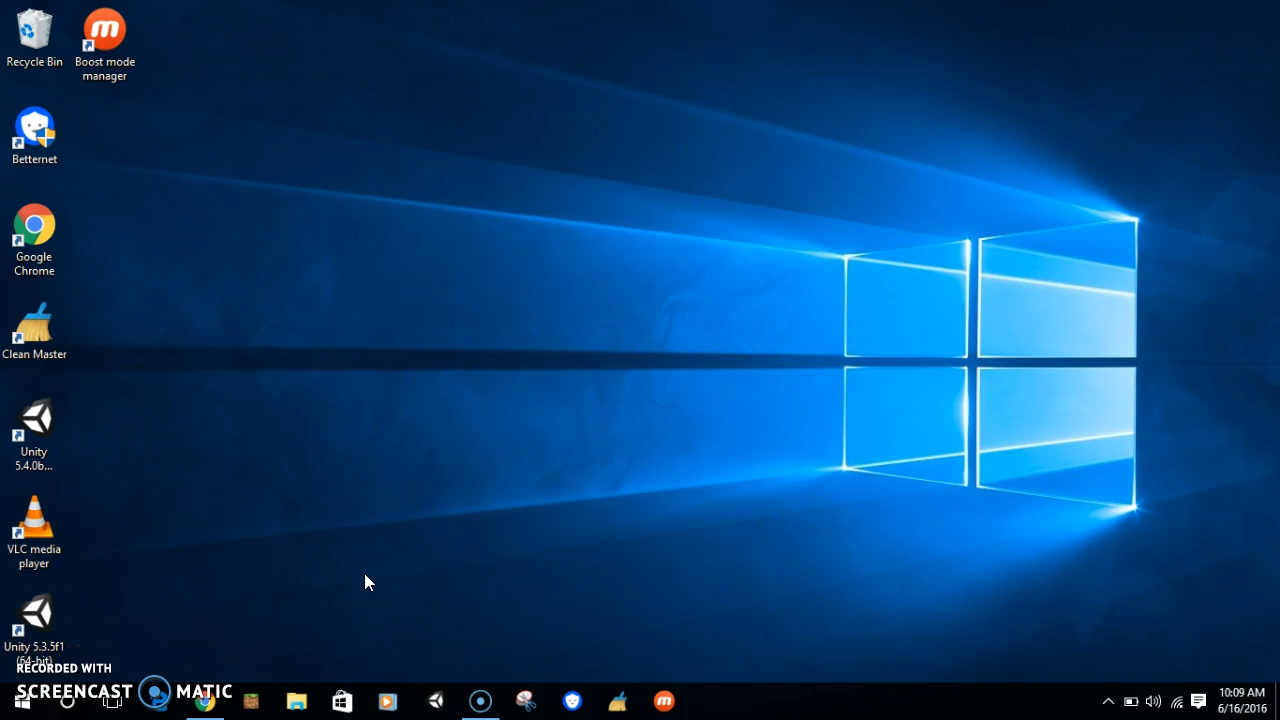 Recycle Bin
Boost mode
manager
Betternet
Google
Chrome
Clean Master
Unity
5.4.0b...
VLC media
player
Unity 5.3.5f1
(64-bit)
RECORDED WITH
SCREENCAST MATIC
10:09 AM
6/16/2016